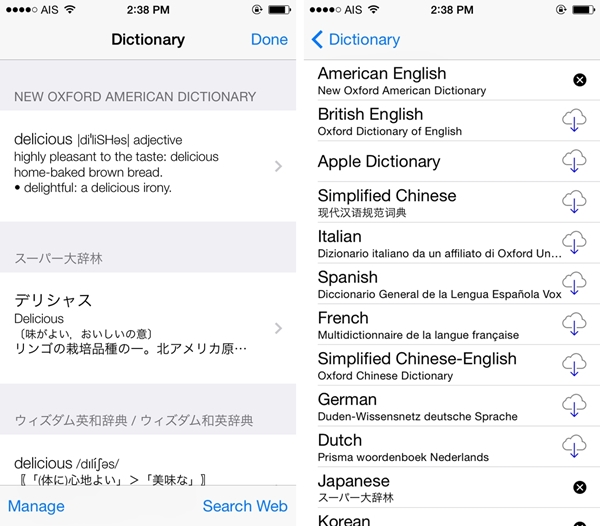 AIS 2:38 PM
Dictionary Done
NEW OXFORD AMERICAN DICTIONARY
delicious |diˈliSHəs| adjective
highly pleasant to the taste: delicious
home-baked brown bread.
• delightful: a delicious irony.
スーパー大辞林
デリシャス
Delicious
〔味がよい，おいしいの意〕
リンゴの栽培品種の一。北アメリカ原…
ウィズダム英和辞典 / ウィズダム和英辞典
delicious /dɪlíʃəs/
〖「(体に)心地よい」＞「美味な」〗
Manage Search Web
AIS 2:38 PM
Dictionary
American English
New Oxford American Dictionary
British English
Oxford Dictionary of English
Apple Dictionary
Simplified Chinese
现代汉语规范词典
Italian
Dizionario italiano da un affiliato di Oxford Un…
Spanish
Diccionario General de la Lengua Española Vox
French
Multidictionnaire de la langue française
Simplified Chinese-English
Oxford Chinese Dictionary
German
Duden-Wissensnetz deutsche Sprache
Dutch
Prisma woordenboek Nederlands
Japanese
スーパー大辞林
Korean